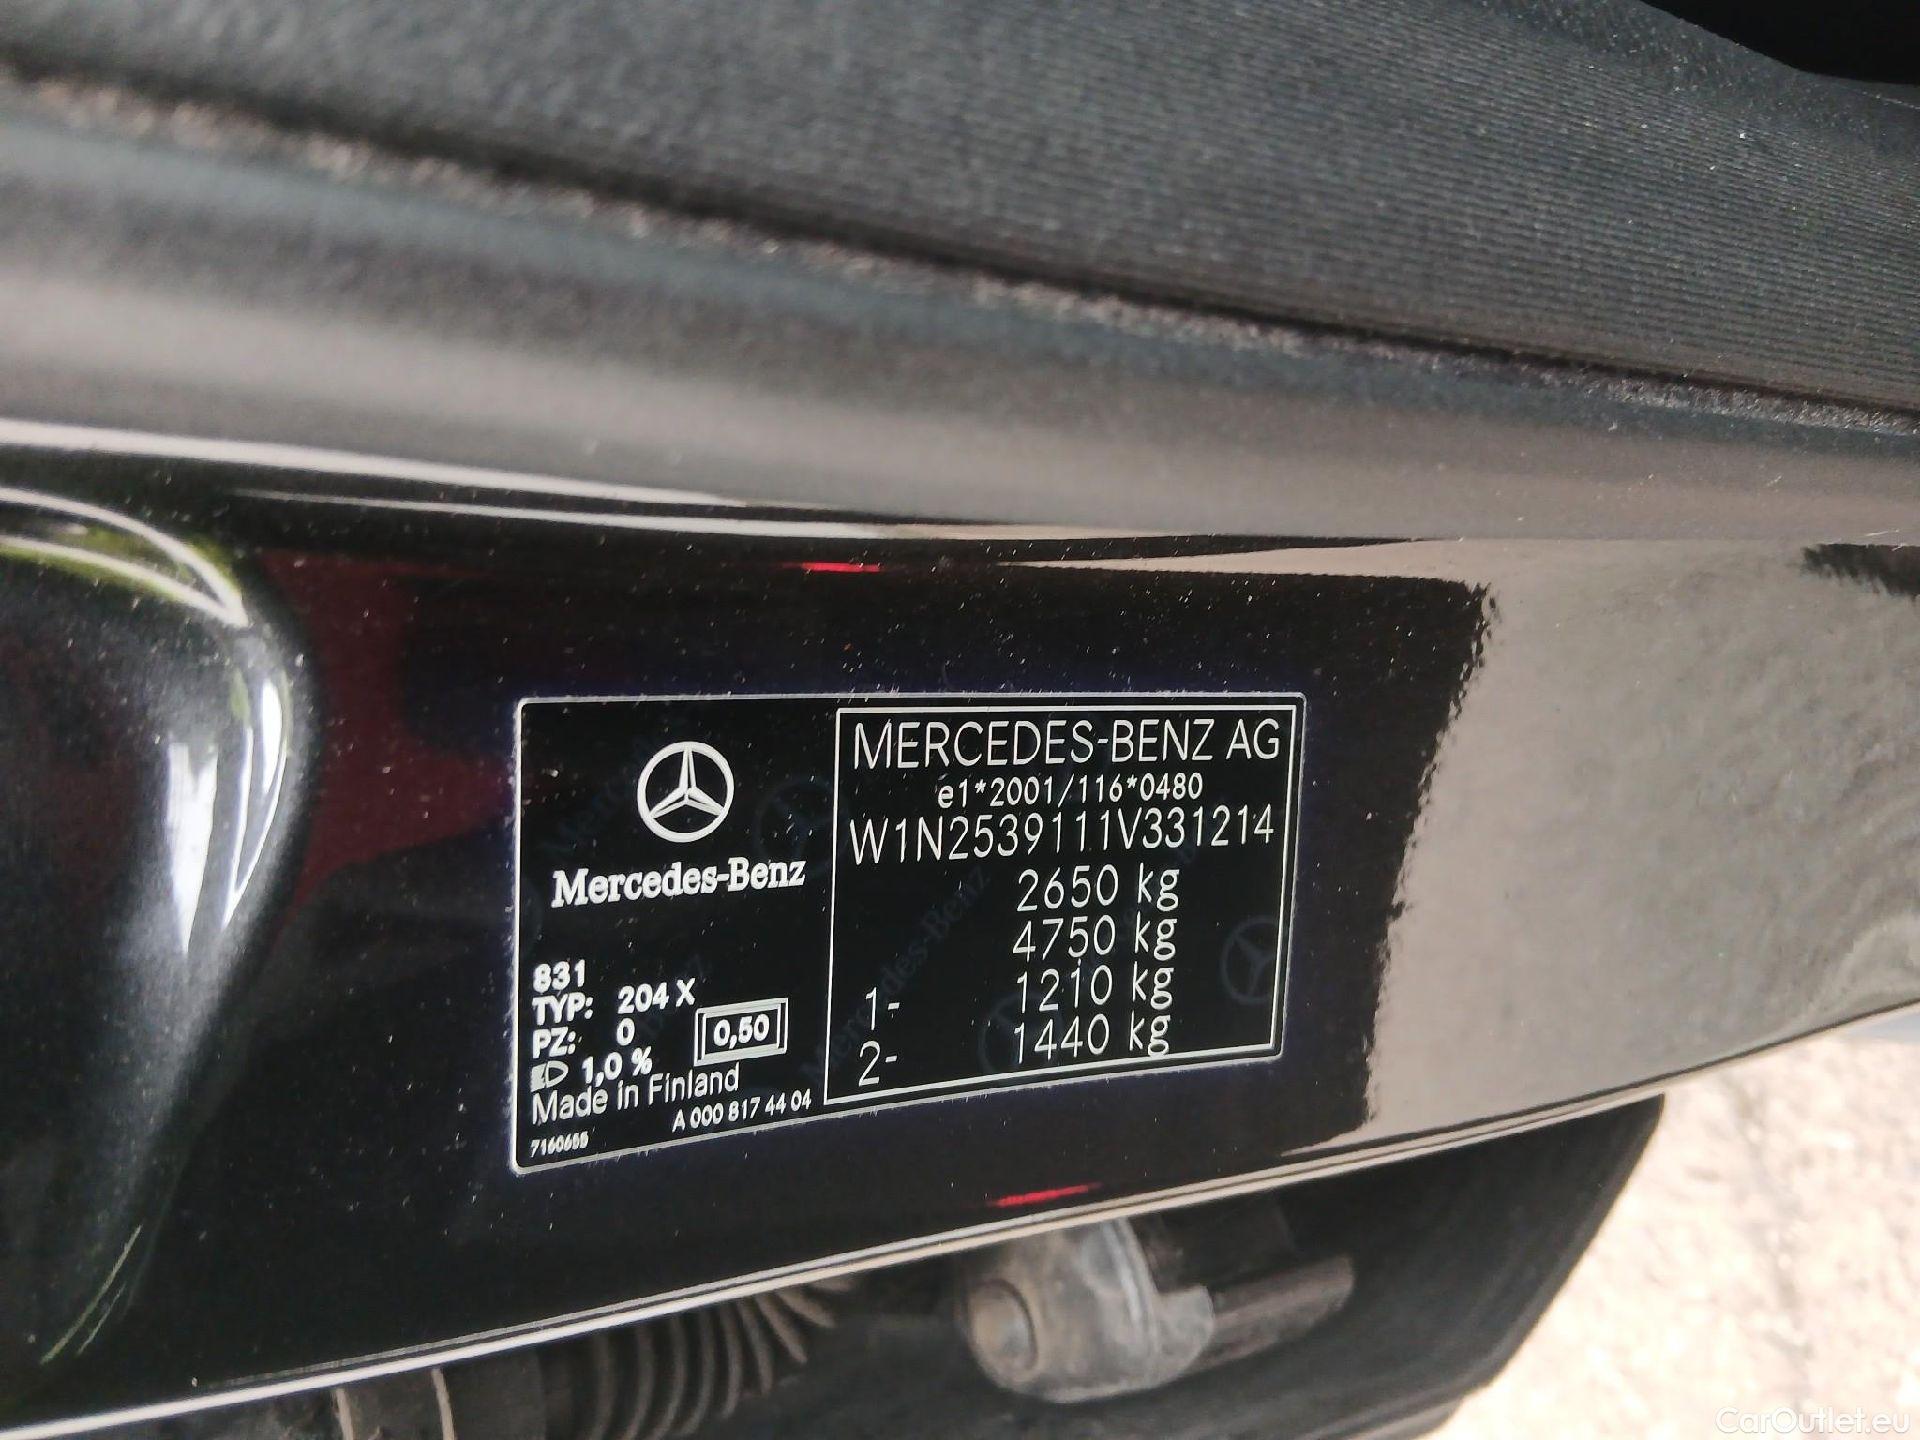 Mercedes-Benz
831
TYP: 204 X
PZ: 0
0,50
1,0 %
Made in Finland
A 000 817 44 04
7160655
MERCEDES-BENZ AG
e1*2001/116*0480
W1N2539111V331214
2650 kg
4750 kg
1- 1210 kg
2- 1440 kg
CarOutlet.eu